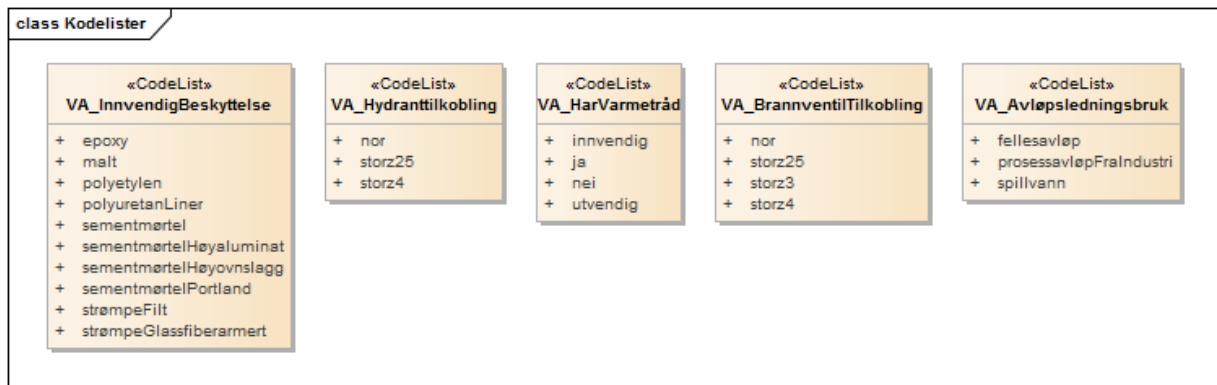 class Kodelister
«CodeList»
VA_InnvendigBeskyttelse
+ epoxy
+ malt
+ polyetylen
+ polyuretanLiner
+ sementmørtel
+ sementmørtelHøyaluminat
+ sementmørtelHøyovnslagg
+ sementmørtelPortland
+ strømpeFilt
+ strømpeGlassfiberarmert
«CodeList»
VA_Hydranttilkobling
+ nor
+ storz25
+ storz4
«CodeList»
VA_HarVarmetråd
+ innvendig
+ ja
+ nei
+ utvendig
«CodeList»
VA_BrannventilTilkobling
+ nor
+ storz25
+ storz3
+ storz4
«CodeList»
VA_Avløpsledningsbruk
+ fellesavløp
+ prosessavløpFraIndustri
+ spillvann